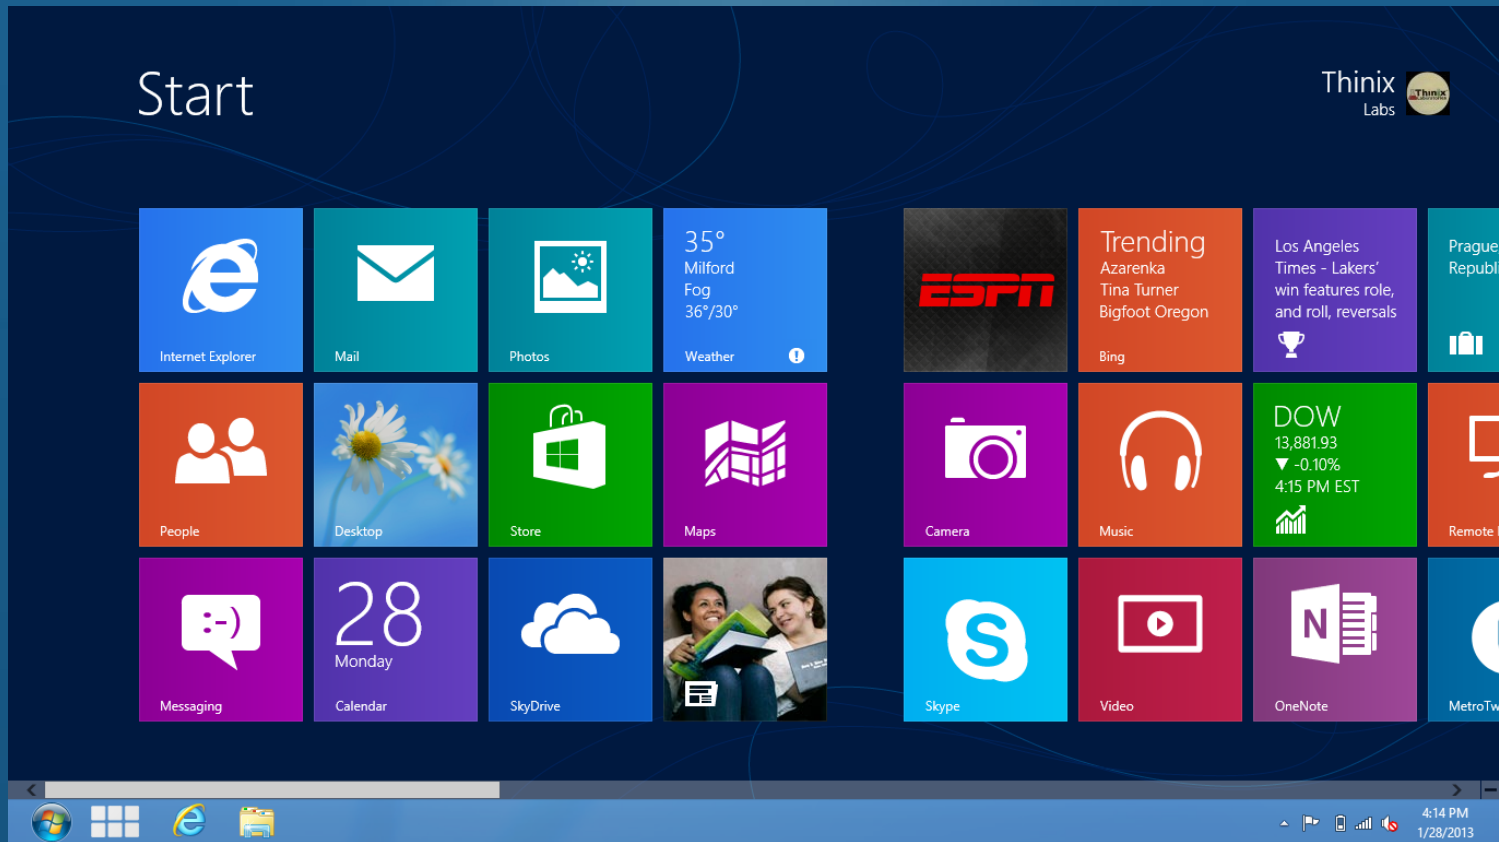 Start
Thinix
Labs
Thinix
Internet Explorer
Mail
Photos
35°
Milford
Fog
36°/30°
Weather
ESPN
Trending
Azarenka
Tina Turner
Bigfoot Oregon
Bing
Los Angeles
Times - Lakers'
win features role,
and roll, reversals
Prague
Republi
People
Desktop
Store
Maps
Camera
Music
DOW
13,881.93
▼ -0.10%
4:15 PM EST
Remote
:-)
Messaging
28
Monday
Calendar
SkyDrive
S
Skype
Video
N
OneNote
MetroTw
4:14 PM
1/28/2013